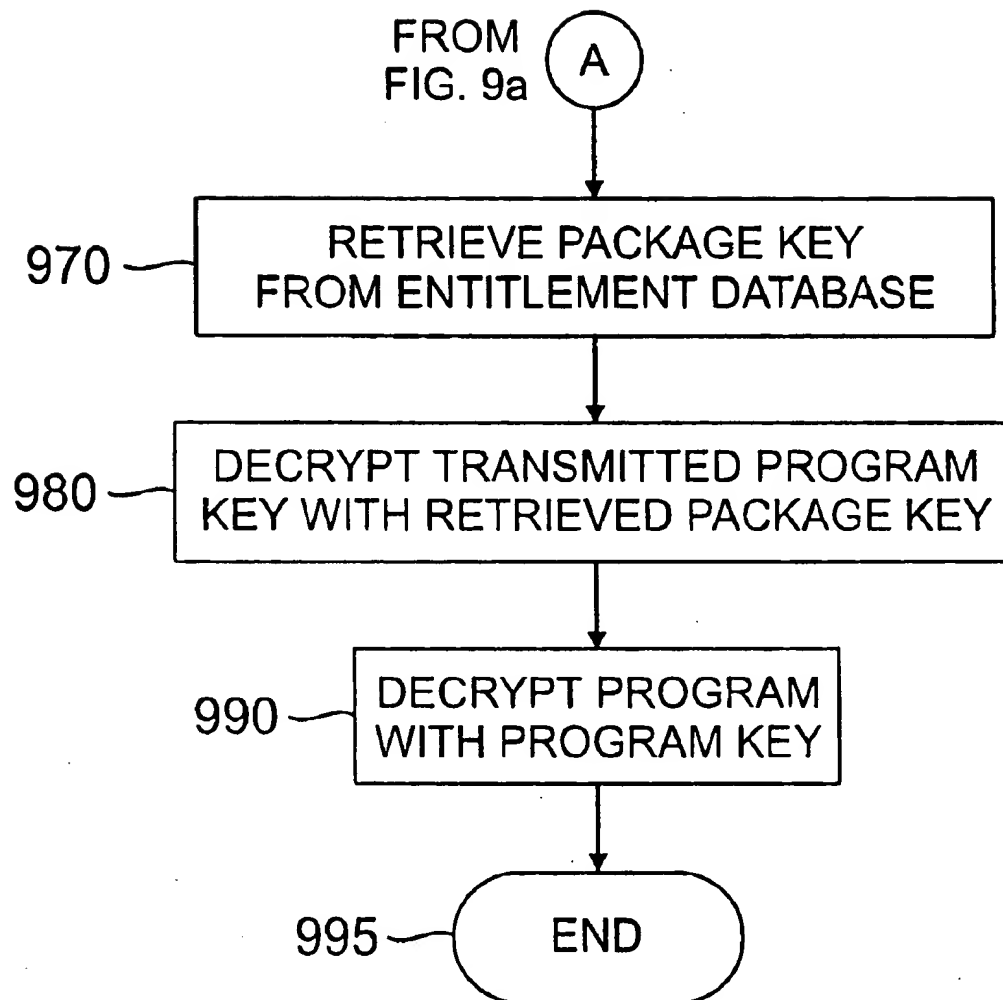 FROM
FIG. 9a
A
970
RETRIEVE PACKAGE KEY
FROM ENTITLEMENT DATABASE
980
DECRYPT TRANSMITTED PROGRAM
KEY WITH RETRIEVED PACKAGE KEY
990
DECRYPT PROGRAM
WITH PROGRAM KEY
995
END